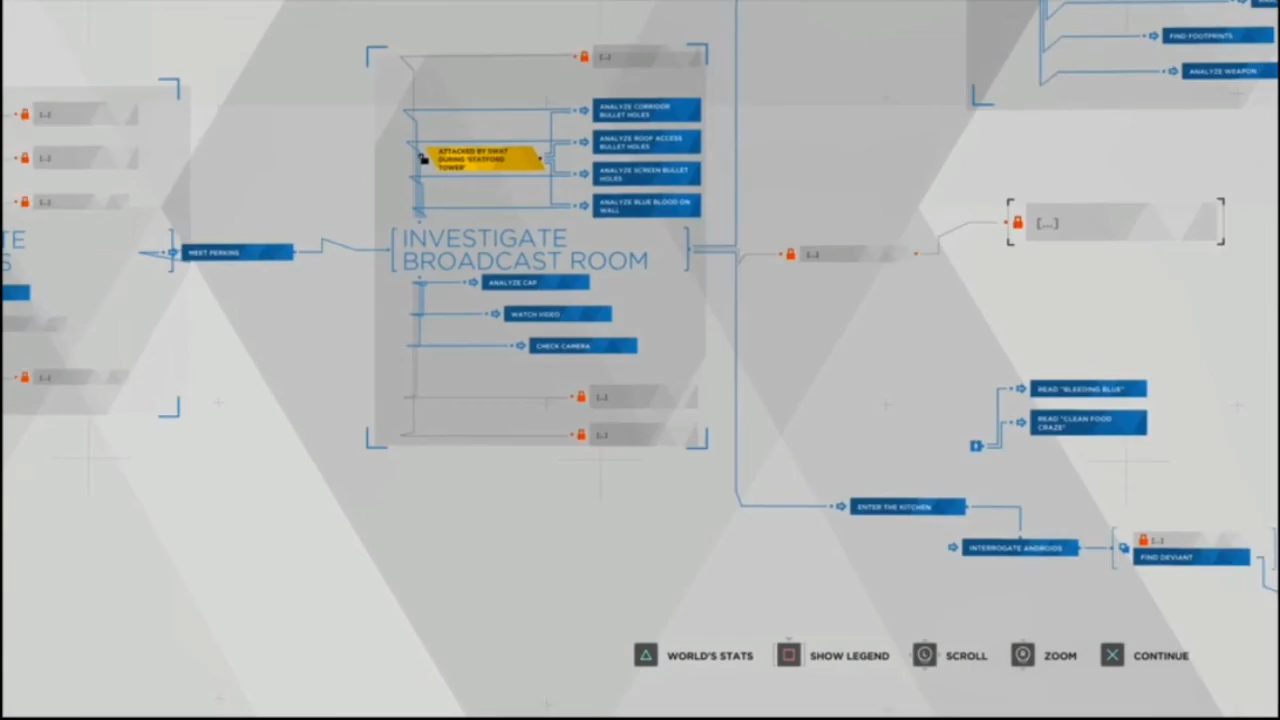 FIND FOOTPRINTS
ANALYZE WEAPON
[...]
[...]
[...]
[...]
ANALYZE CORRIDOR
BULLET HOLES
ANALYZE ROOF ACCESS
BULLET HOLES
ATTACKED BY SWAT
DURING 'STATFORD
TOWER'
ANALYZE SCREEN BULLET
HOLES
ANALYZE BLUE BLOOD ON
WALL
MEET PERKINS
INVESTIGATE
BROADCAST ROOM
ANALYZE CAP
WATCH VIDEO
CHECK CAMERA
[...]
[...]
[...]
[...]
[...]
READ "BLEEDING BLUE"
READ "CLEAN FOOD
CRAZE"
ENTER THE KITCHEN
INTERROGATE ANDROIDS
[...]
FIND DEVIANT
WORLD'S STATS
SHOW LEGEND
SCROLL
ZOOM
CONTINUE